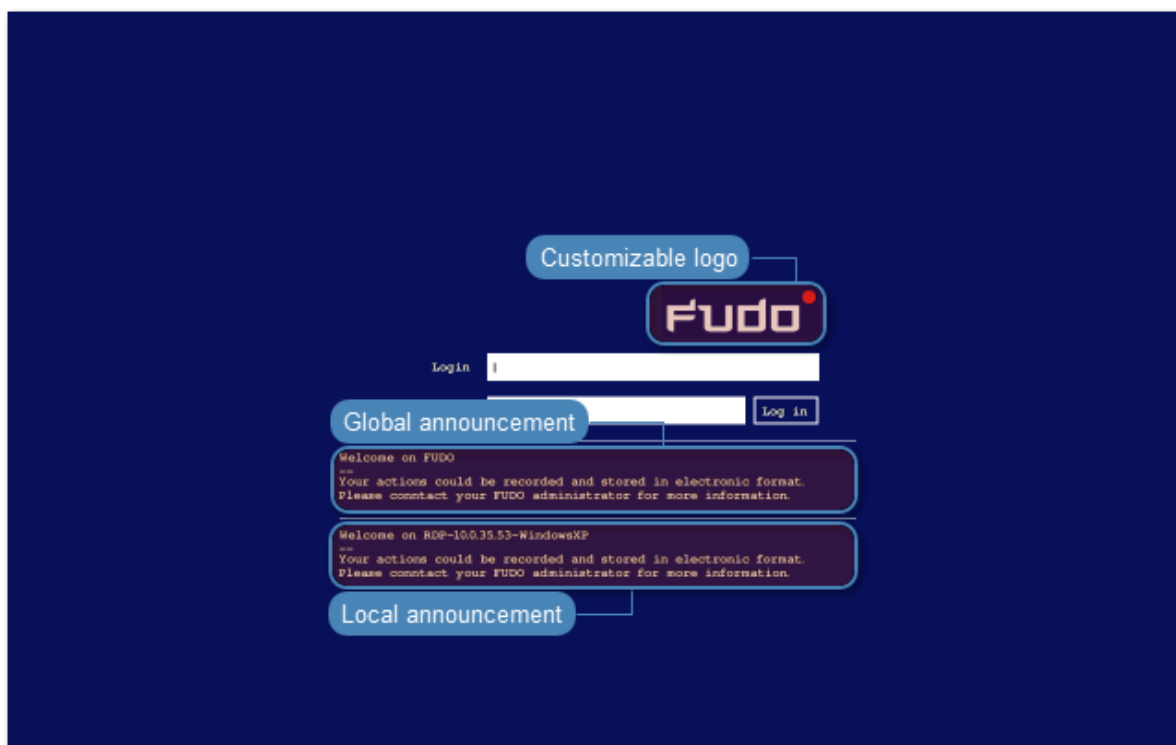 Customizable logo
FUDO
Login
Log in
Global announcement
Welcome on FUDO
--
Your actions could be recorded and stored in electronic format.
Please conntact your FUDO administrator for more information.
Welcome on RDP-10.0.35.53-WindowsXP
--
Your actions could be recorded and stored in electronic format.
Please conntact your FUDO administrator for more information.
Local announcement